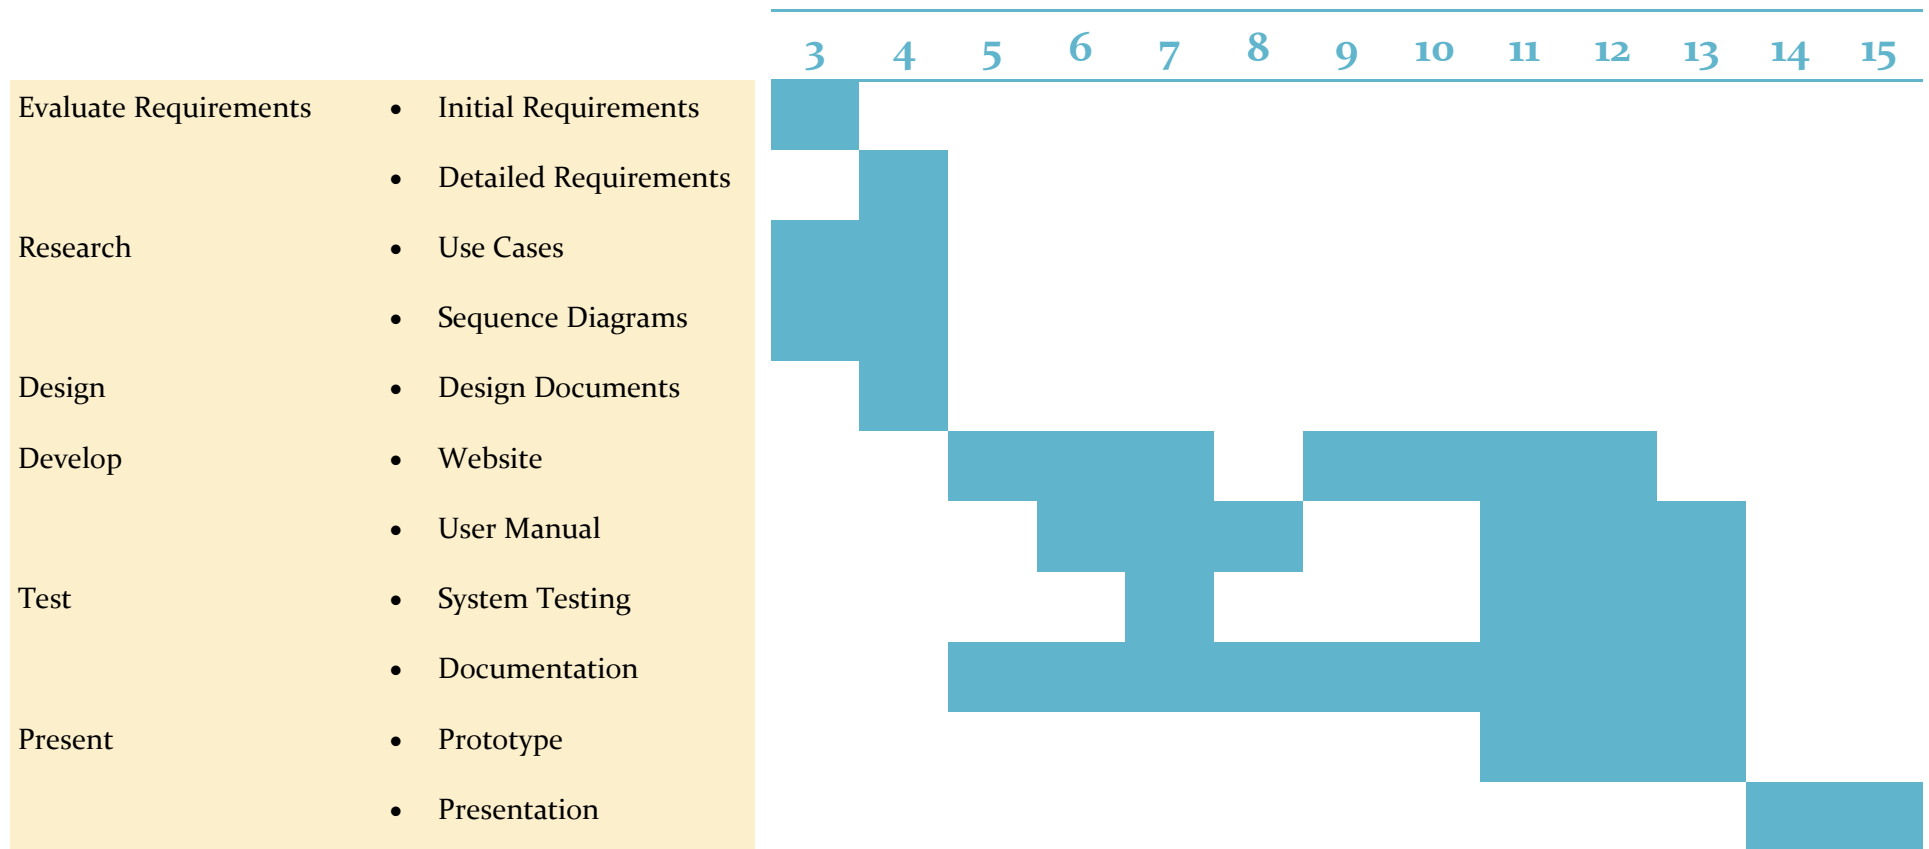 3 4 5 6 7 8 9 10 11 12 13 14 15
Evaluate Requirements • Initial Requirements
• Detailed Requirements
Research • Use Cases
• Sequence Diagrams
Design • Design Documents
Develop • Website
• User Manual
Test • System Testing
• Documentation
Present • Prototype
• Presentation